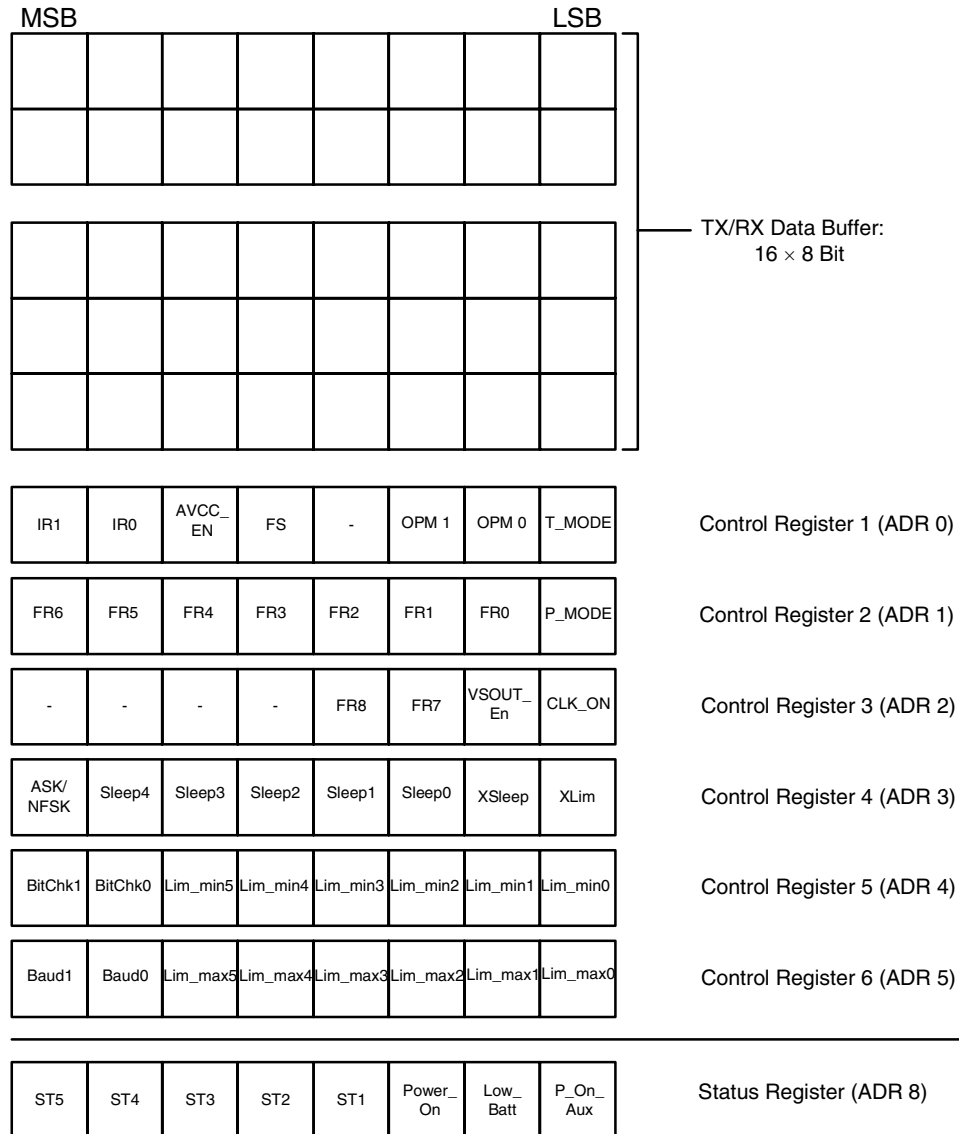 MSB LSB
TX/RX Data Buffer:
16 × 8 Bit
IR1 IR0 AVCC_ EN FS - OPM 1 OPM 0 T_MODE Control Register 1 (ADR 0)
FR6 FR5 FR4 FR3 FR2 FR1 FR0 P_MODE Control Register 2 (ADR 1)
- - - - FR8 FR7 VSOUT_ En CLK_ON Control Register 3 (ADR 2)
ASK/ NFSK Sleep4 Sleep3 Sleep2 Sleep1 Sleep0 XSleep XLim Control Register 4 (ADR 3)
BitChk1 BitChk0 Lim_min5 Lim_min4 Lim_min3 Lim_min2 Lim_min1 Lim_min0 Control Register 5 (ADR 4)
Baud1 Baud0 Lim_max5 Lim_max4 Lim_max3 Lim_max2 Lim_max1 Lim_max0 Control Register 6 (ADR 5)
ST5 ST4 ST3 ST2 ST1 Power_ On Low_ Batt P_On_ Aux Status Register (ADR 8)